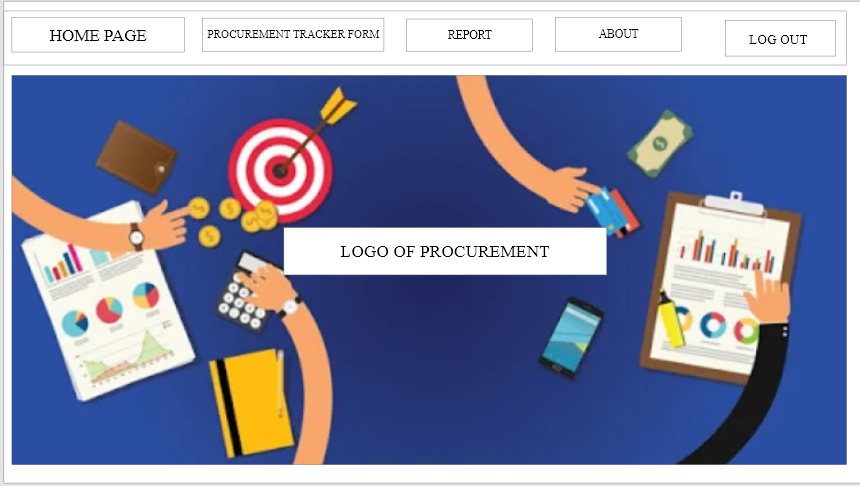 HOME PAGE
PROCUREMENT TRACKER FORM
REPORT
ABOUT
LOG OUT
LOGO OF PROCUREMENT